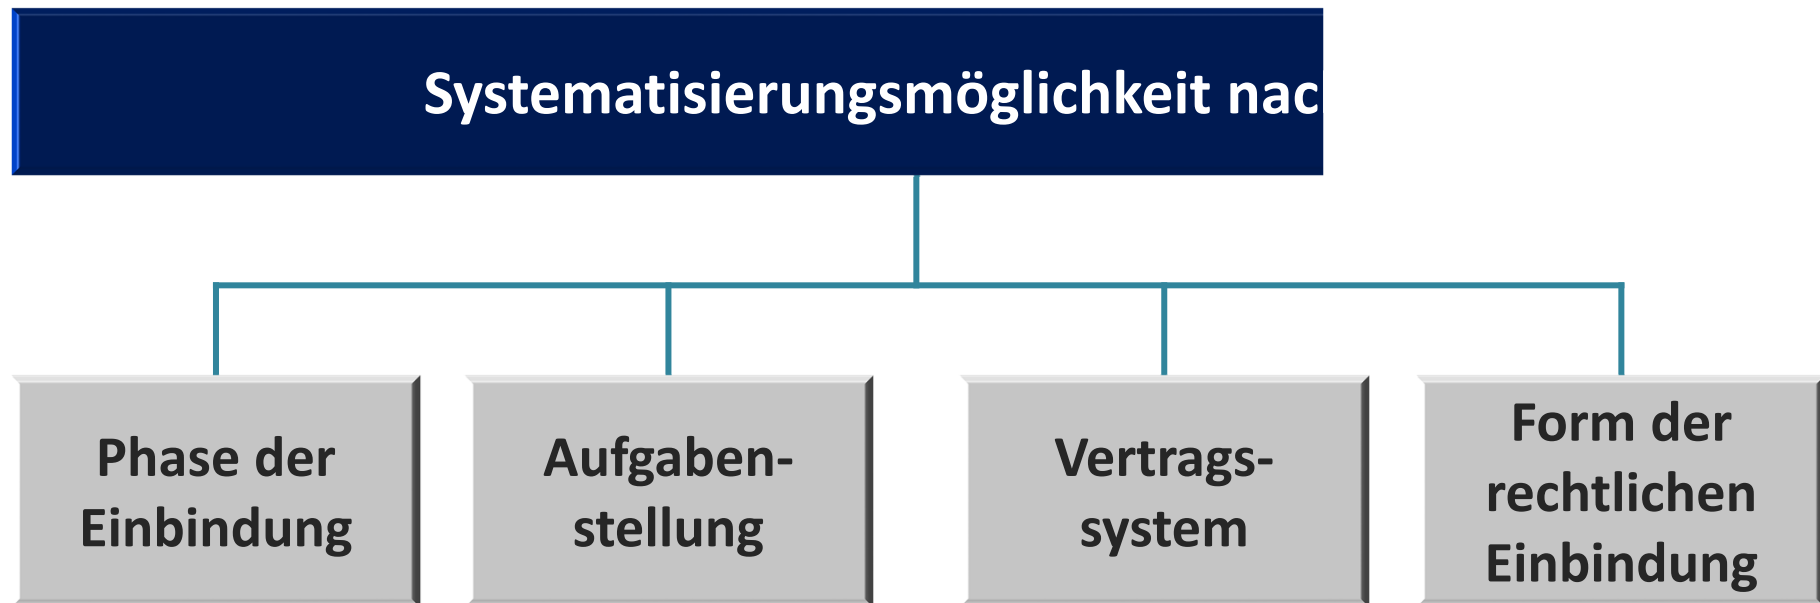 Systematisierungsmöglichkeit nac
Phase der
Einbindung
Aufgaben-
stellung
Vertrags-
system
Form der
rechtlichen
Einbindung